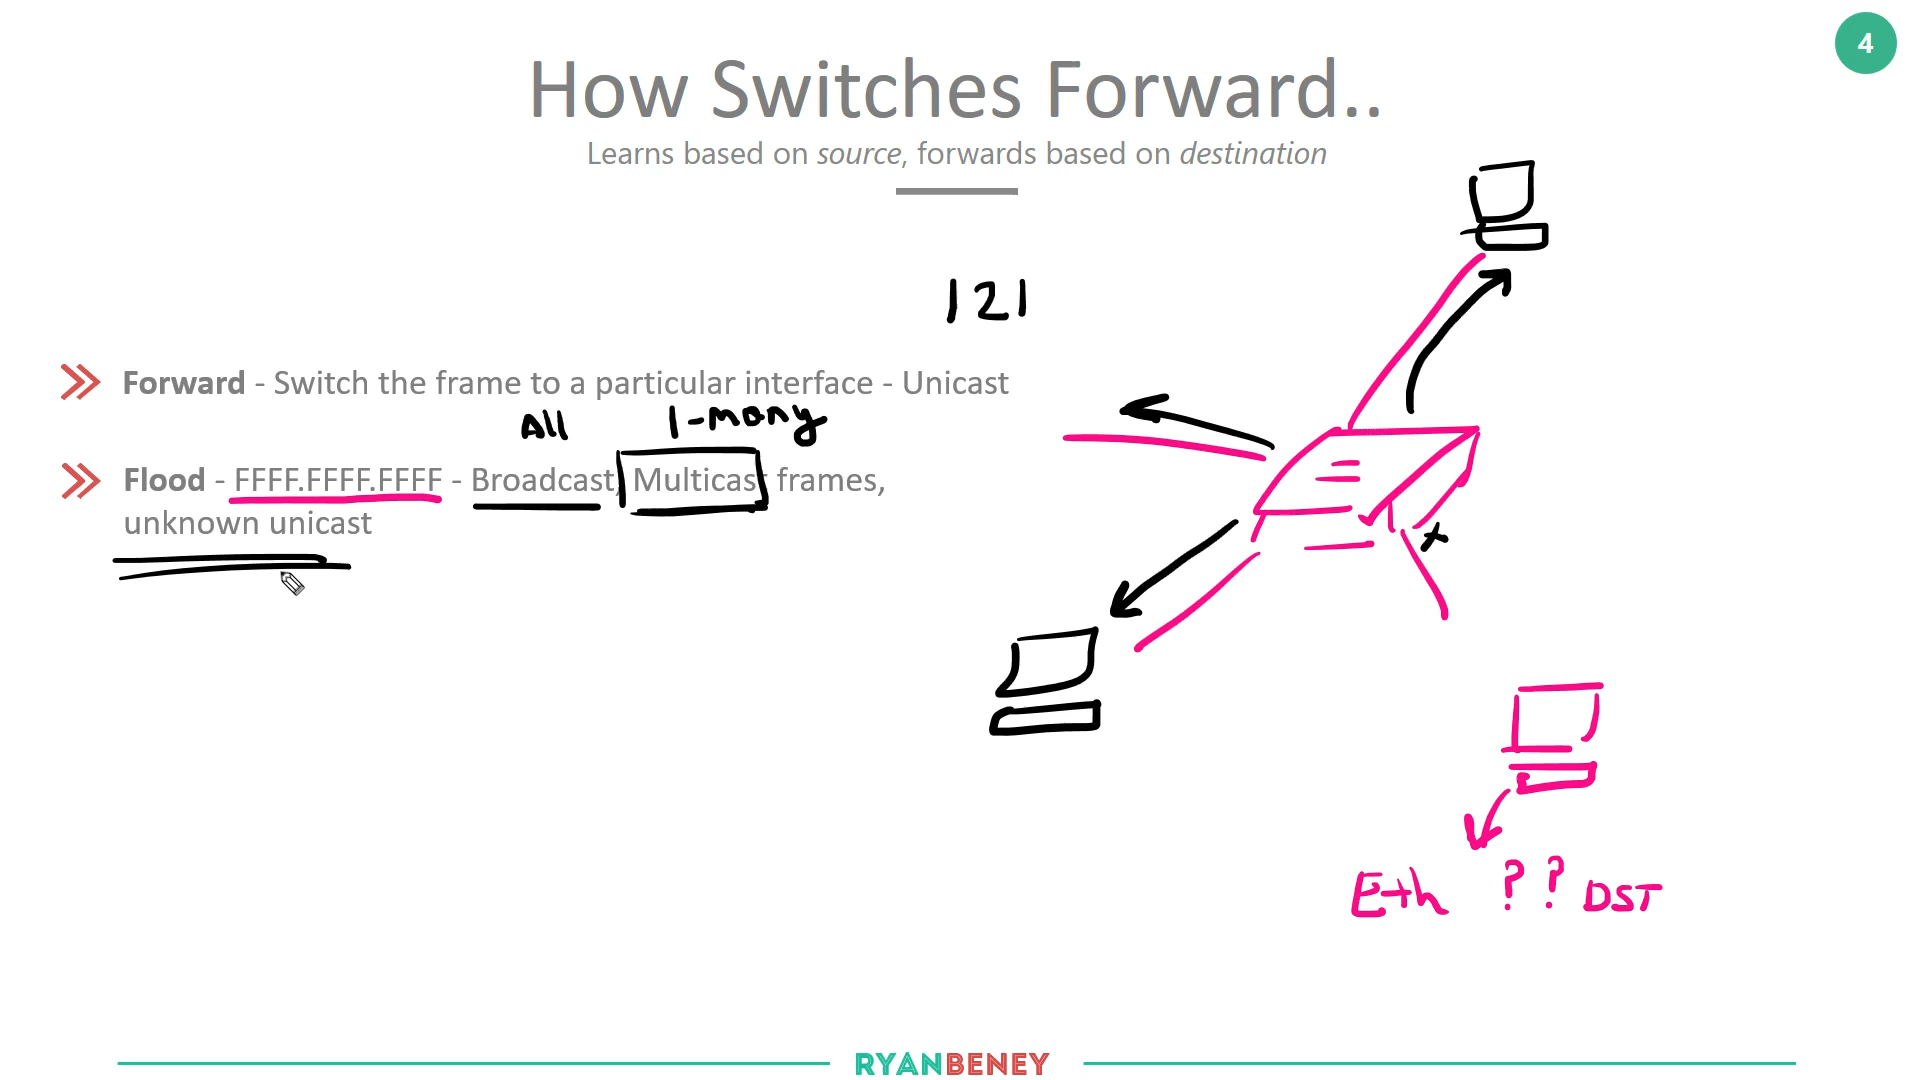 4
How Switches Forward..
Learns based on source, forwards based on destination
121
Forward - Switch the frame to a particular interface - Unicast
All 1-many
Flood - FFFF.FFFF.FFFF - Broadcast, Multicast frames,
unknown unicast
x
Eth ? ? DST
RYANBENEY